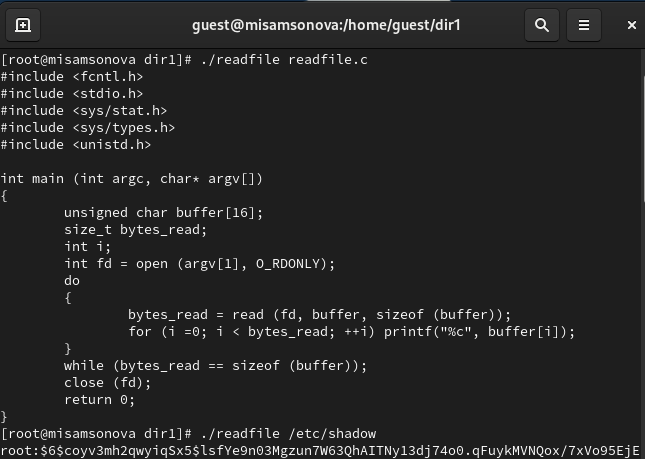 guest@misamsonova:/home/guest/dir1
[root@misamsonova dir1]# ./readfile readfile.c
#include <fcntl.h>
#include <stdio.h>
#include <sys/stat.h>
#include <sys/types.h>
#include <unistd.h>
int main (int argc, char* argv[])
{
unsigned char buffer[16];
size_t bytes_read;
int i;
int fd = open (argv[1], O_RDONLY);
do
{
bytes_read = read (fd, buffer, sizeof (buffer));
for (i =0; i < bytes_read; ++i) printf("%c", buffer[i]);
}
while (bytes_read == sizeof (buffer));
close (fd);
return 0;
}
[root@misamsonova dir1]# ./readfile /etc/shadow
root:$6$coyv3mh2qwyiqSx5$lsfYe9n03Mgzun7W63QhAITNy13dj74o0.qFuykMVNQox/7xVo95EjE